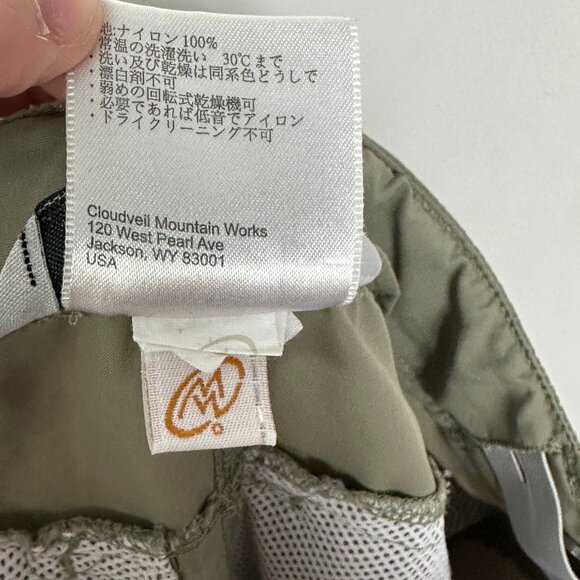 地:ナイロン100%
・常温の洗濯洗い 30℃まで
・洗い及び乾燥は同系色どうしで
・漂白剤不可
・弱めの回転式乾燥機可
・必要であれば低音でアイロン
・ドライクリーニング不可
Cloudveil Mountain Works
120 West Pearl Ave
Jackson, WY 83001
USA